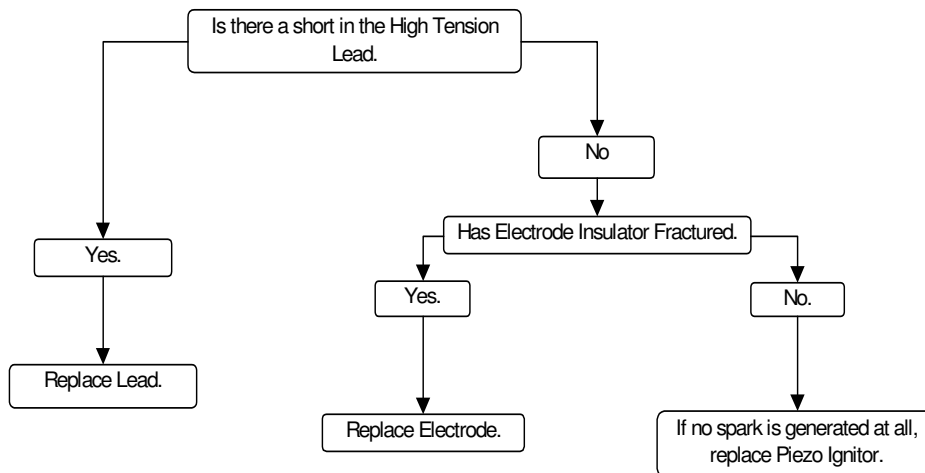 Is there a short in the High Tension
Lead.
No
Has Electrode Insulator Fractured.
Yes.
Yes.
No.
Replace Lead.
Replace Electrode.
If no spark is generated at all,
replace Piezo Ignitor.